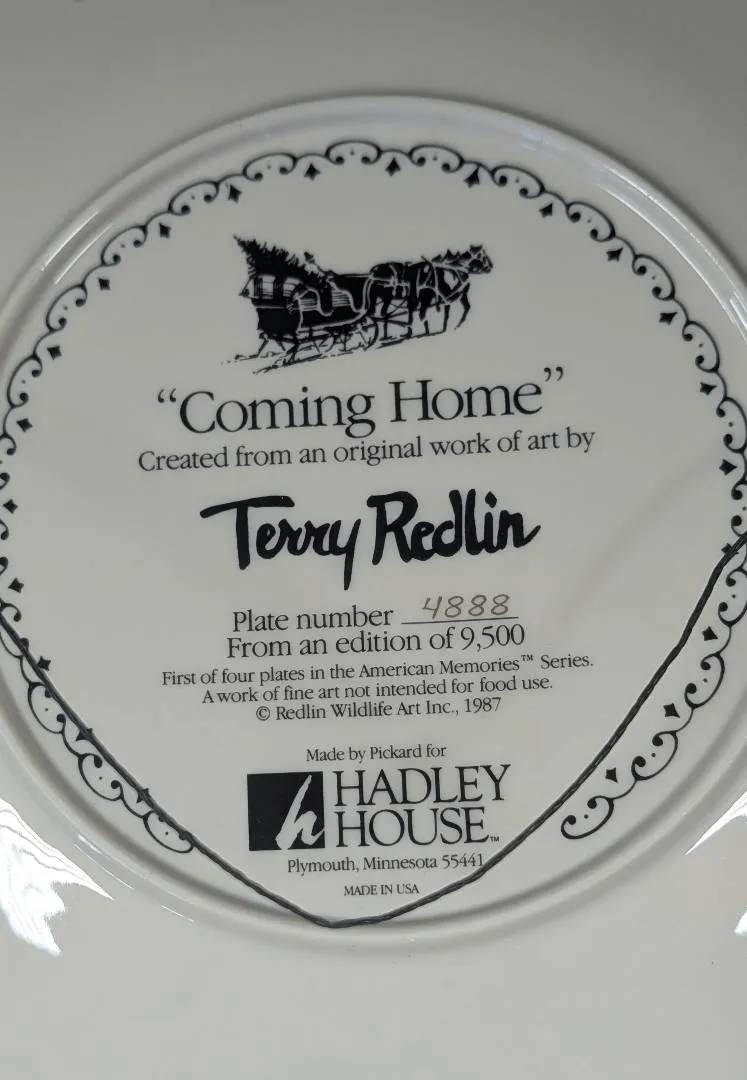 “Coming Home”
Created from an original work of art by
Terry Redlin
Plate number 4888
From an edition of 9,500
First of four plates in the American Memories™ Series.
A work of fine art not intended for food use.
© Redlin Wildlife Art Inc., 1987
Made by Pickard for
h HADLEY
HOUSE™
Plymouth, Minnesota 55441
MADE IN USA